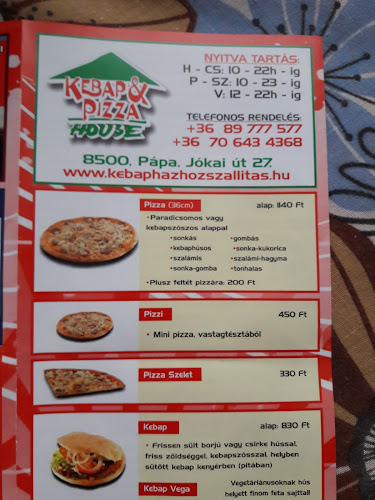 KEBAP &
PIZZA
HOUSE
NYITVA TARTÁS:
H - CS: 10 - 22h - ig
P - SZ: 10 - 23 - ig
V: 12 - 22h - ig
TELEFONOS RENDELÉS:
+36 89 777 577
+36 70 643 4368
8500, Pápa, Jókai út 27.
www.kebaphazhozszallitas.hu
Pizza (36cm) alap: 1140 Ft
• Paradicsomos vagy
kebapszószos alappal
•sonkás •gombás
•kebaphúsos •sonka-kukorica
•szalámis •szalámi-hagyma
•sonka-gomba •tonhalas
• Plusz feltét pizzára: 200 Ft
Pizzi 450 Ft
• Mini pizza, vastagtésztából
Pizza Szelet 330 Ft
Kebap alap: 830 Ft
• Frissen sült borjú vagy csirke hússal,
friss zöldséggel, kebapszósszal, helyben
sütött kebap kenyérben (pitában)
Kebap Vega
Vegetáriánusoknak hús
helyett finom feta sajttal!